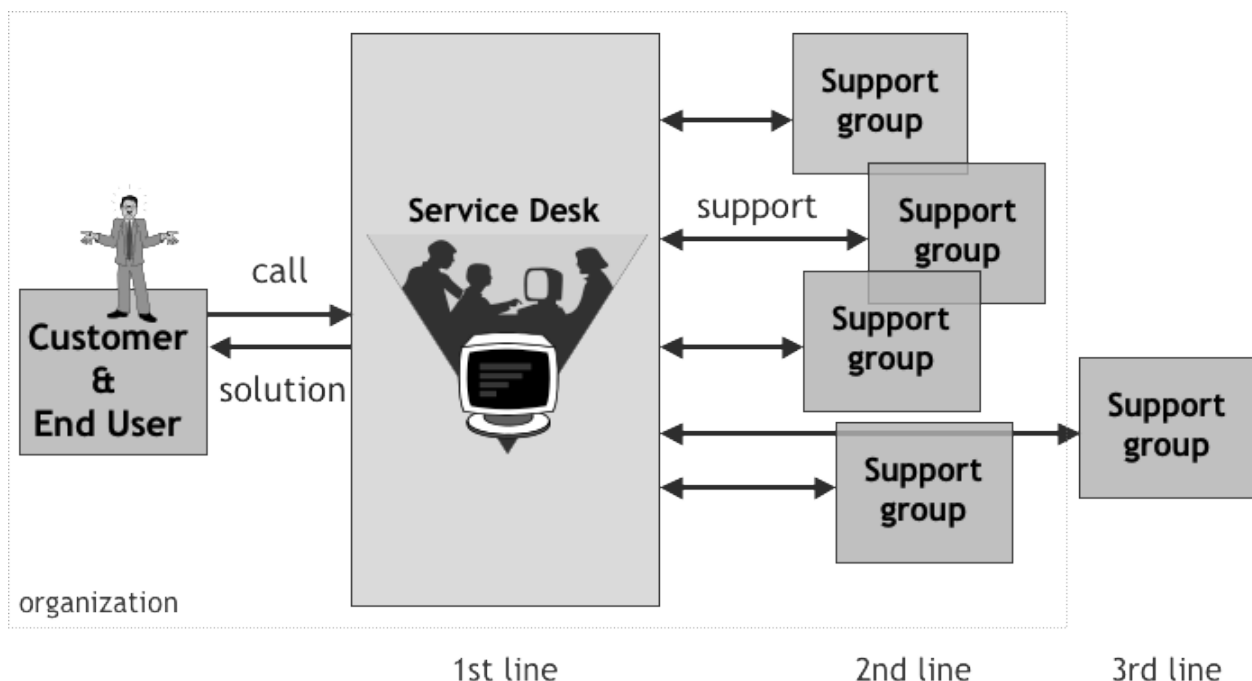 Support
group
Service Desk
support
Support
group
call
Customer
&
End User
solution
Support
group
Support
group
Support
group
organization
1st line
2nd line
3rd line